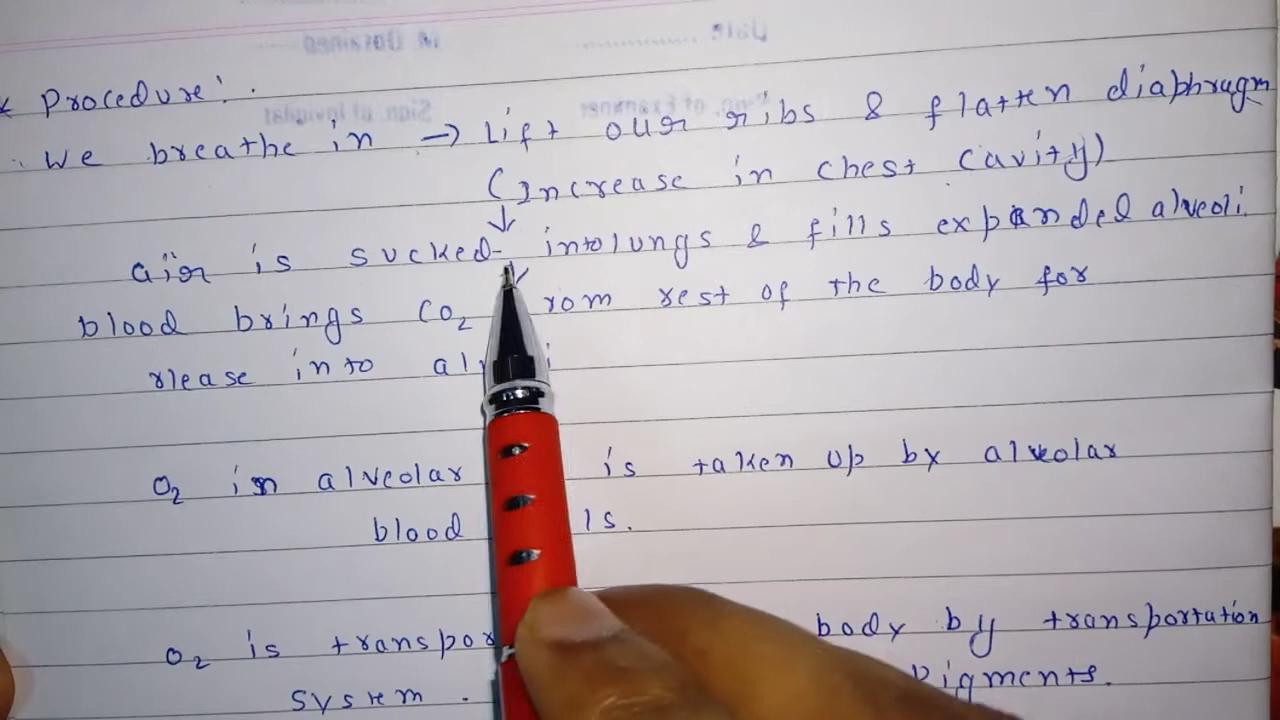 * Procedure:
We breathe in → Lift our ribs & flatten diaphragm
(Increase in chest cavity)
↓
air is sucked into lungs & fills expanded alveoli.
blood brings CO2 rom rest of the body for
rlease into al i
O2 in alveolar is taken up by alveolar
blood ls.
O2 is transpor body by transportation
system. pigments.